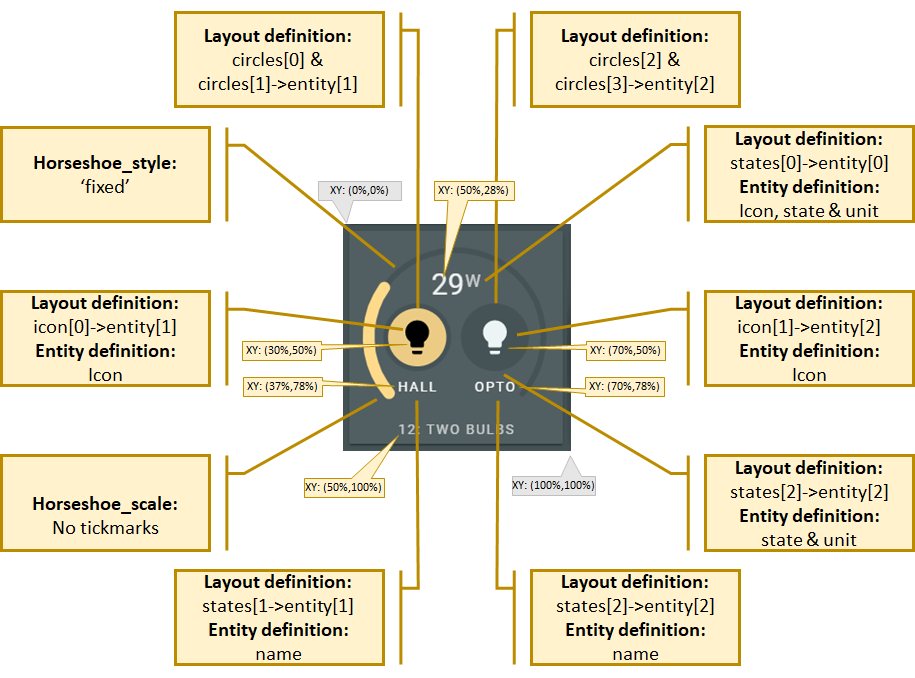 Layout definition:
circles[0] &
circles[1]->entity[1]
Layout definition:
circles[2] &
circles[3]->entity[2]
Horseshoe_style:
‘fixed’
Layout definition:
states[0]->entity[0]
Entity definition:
Icon, state & unit
XY: (0%,0%)
XY: (50%,28%)
29W
Layout definition:
icon[0]->entity[1]
Entity definition:
Icon
Layout definition:
icon[1]->entity[2]
Entity definition:
Icon
XY: (30%,50%)
XY: (70%,50%)
XY: (37%,78%)
HALL
OPTO
XY: (70%,78%)
12: TWO BULBS
Horseshoe_scale:
No tickmarks
XY: (50%,100%)
XY: (100%,100%)
Layout definition:
states[2]->entity[2]
Entity definition:
state & unit
Layout definition:
states[1->entity[1]
Entity definition:
name
Layout definition:
states[2]->entity[2]
Entity definition:
name